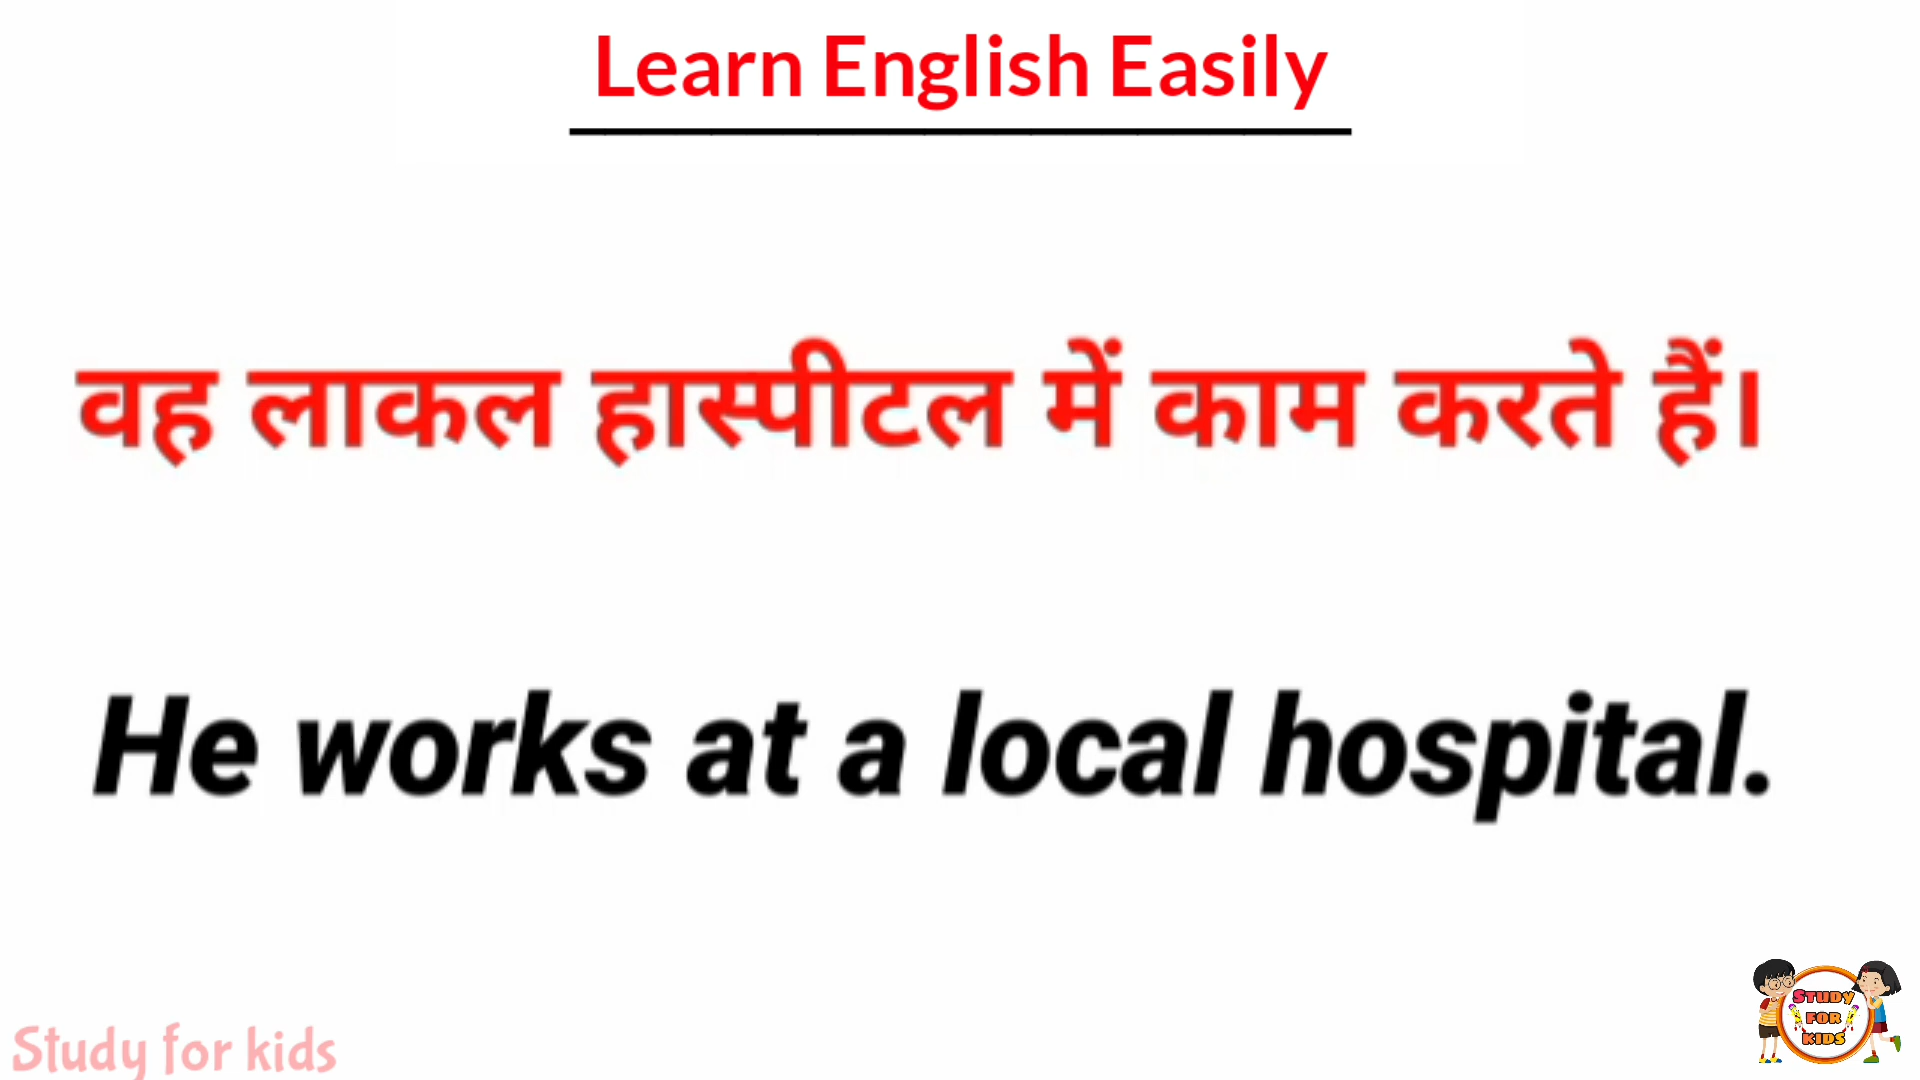 Learn English Easily
वह लाकल हास्पीटल में काम करते हैं।
He works at a local hospital.
Study for kids
STUDY
FOR
KIDS